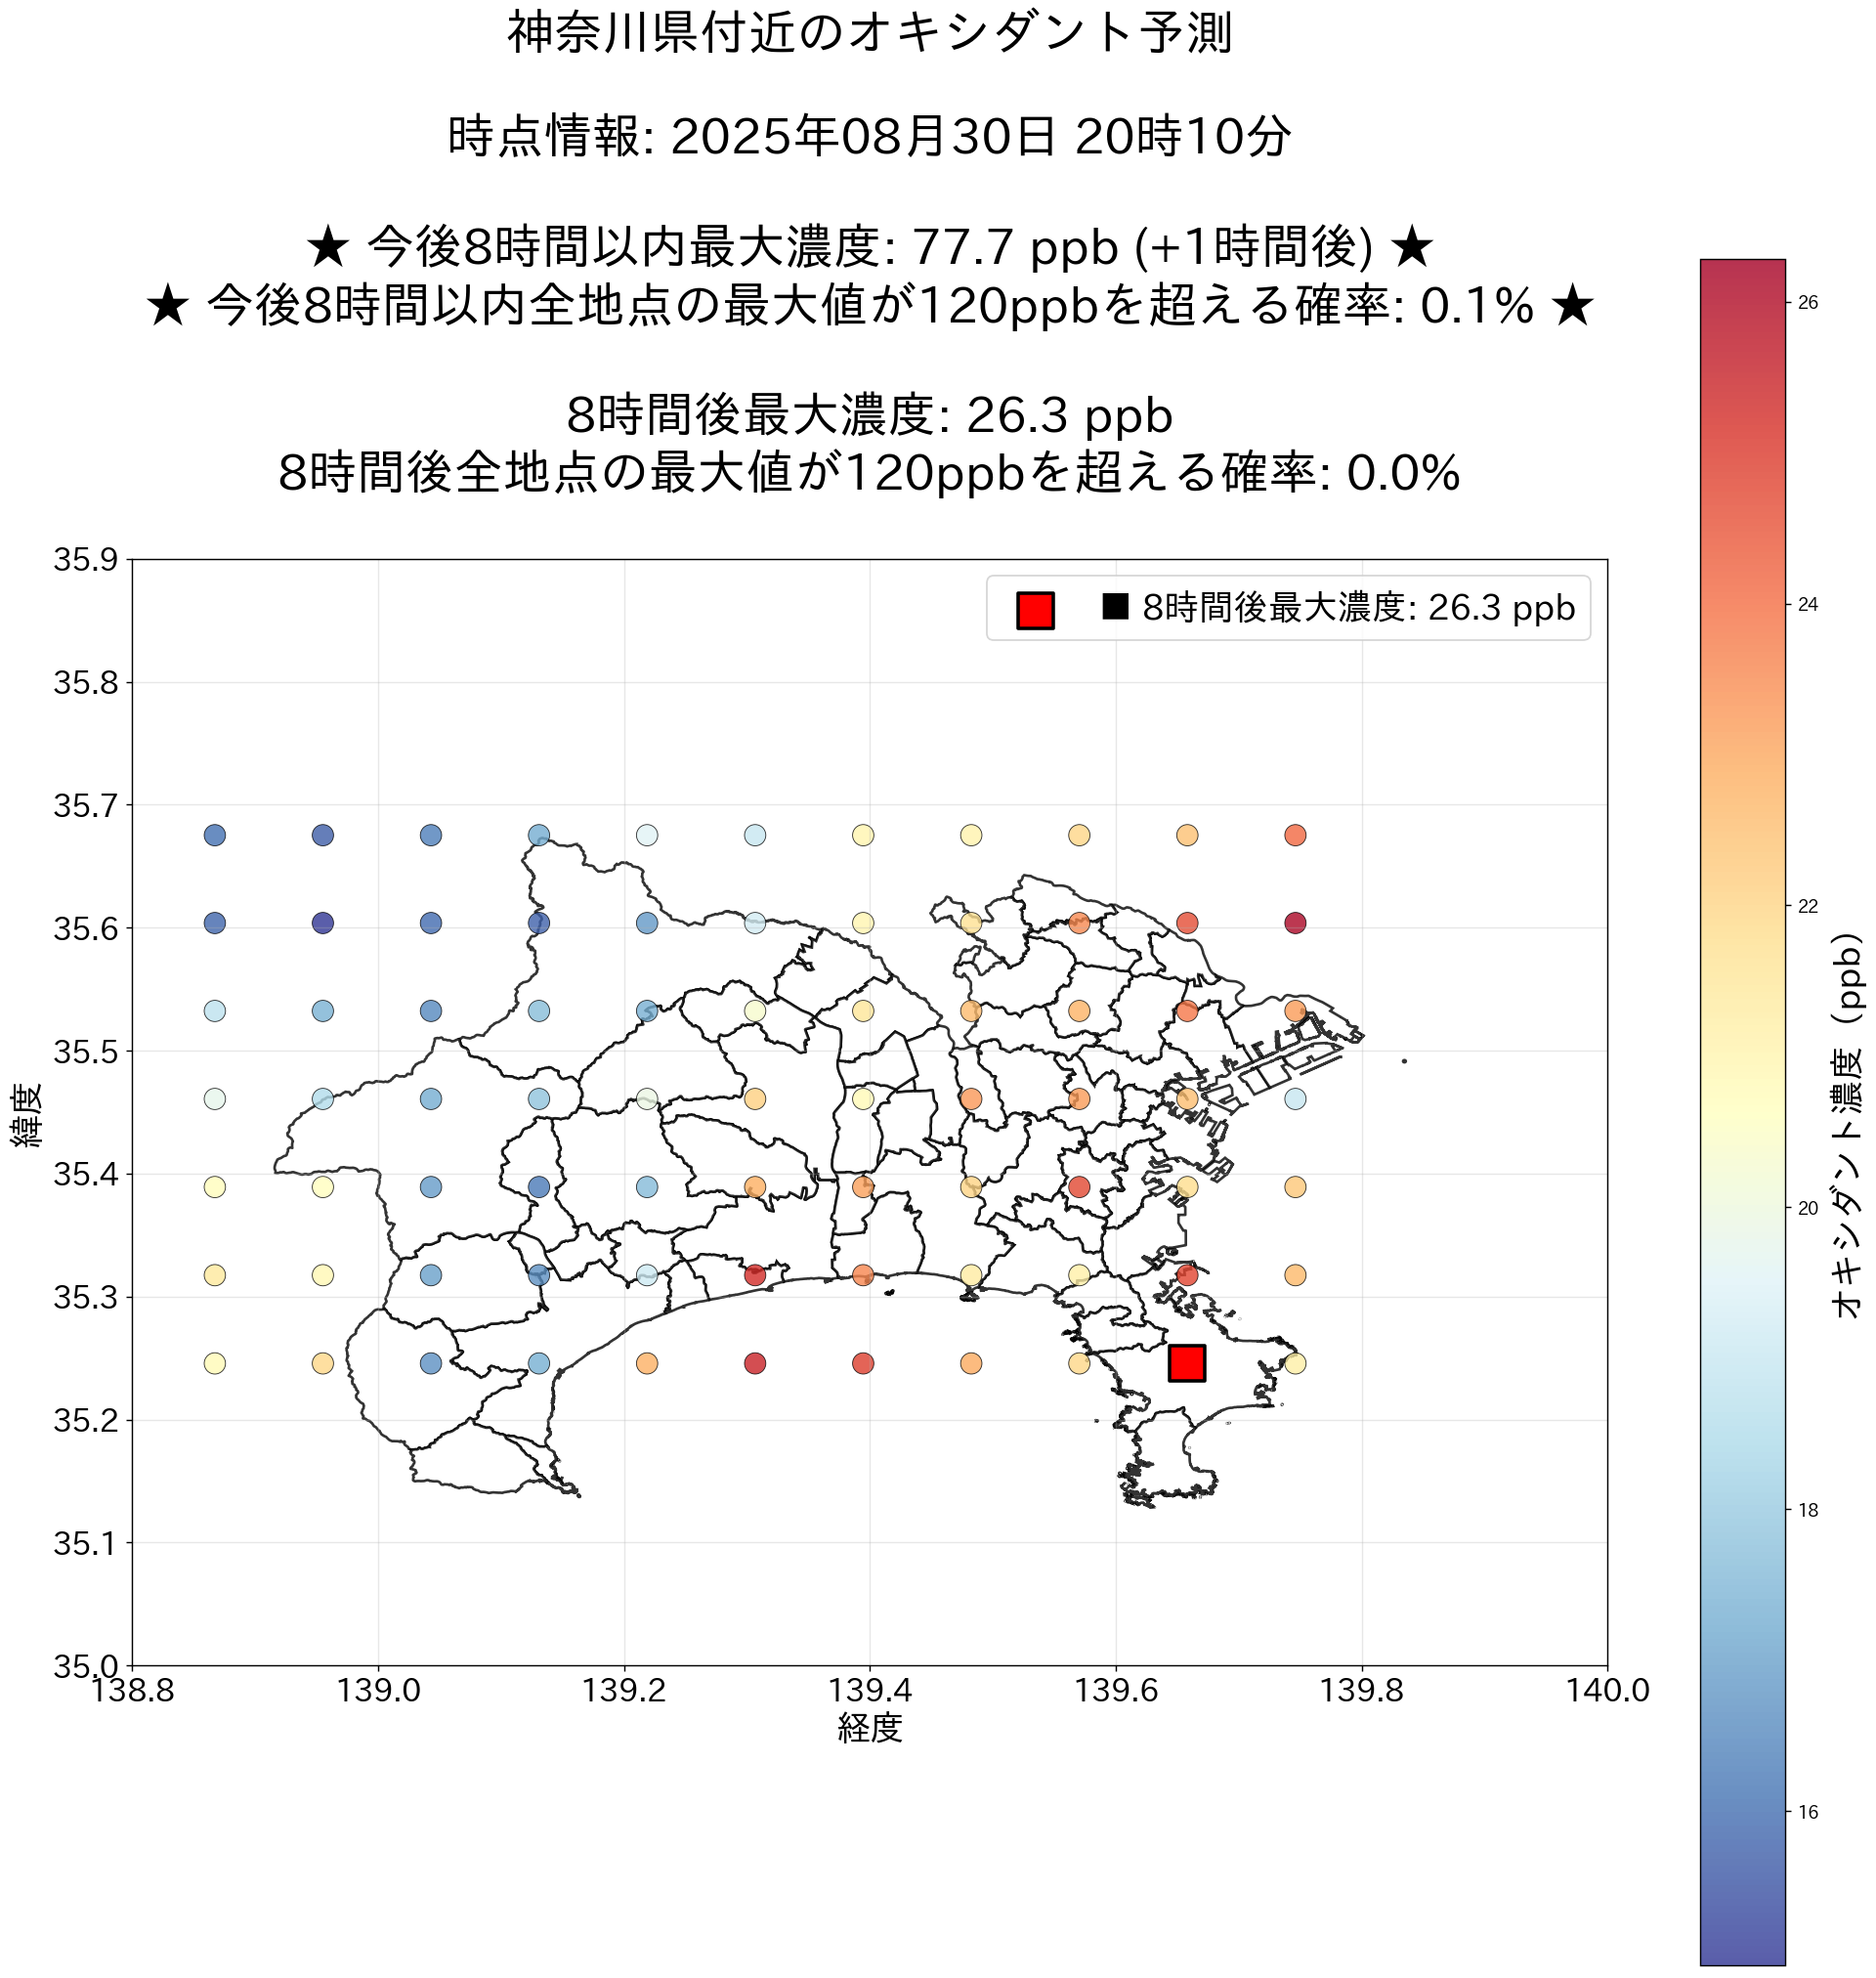 神奈川県付近のオキシダント予測
時点情報: 2025年08月30日 20時10分
★ 今後8時間以内最大濃度: 77.7 ppb (+1時間後) ★
★ 今後8時間以内全地点の最大値が120ppbを超える確率: 0.1% ★
8時間後最大濃度: 26.3 ppb
8時間後全地点の最大値が120ppbを超える確率: 0.0%
■ 8時間後最大濃度: 26.3 ppb
35.9
35.8
35.7
35.6
35.5
35.4
35.3
35.2
35.1
35.0
緯度
138.8
139.0
139.2
139.4
139.6
139.8
140.0
経度
26
24
22
20
18
16
オキシダント濃度（ppb）